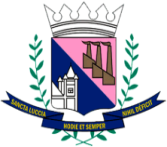 SANCTA LUCCIA
HODIE ET SEMPER
NIHIL DEFICIT